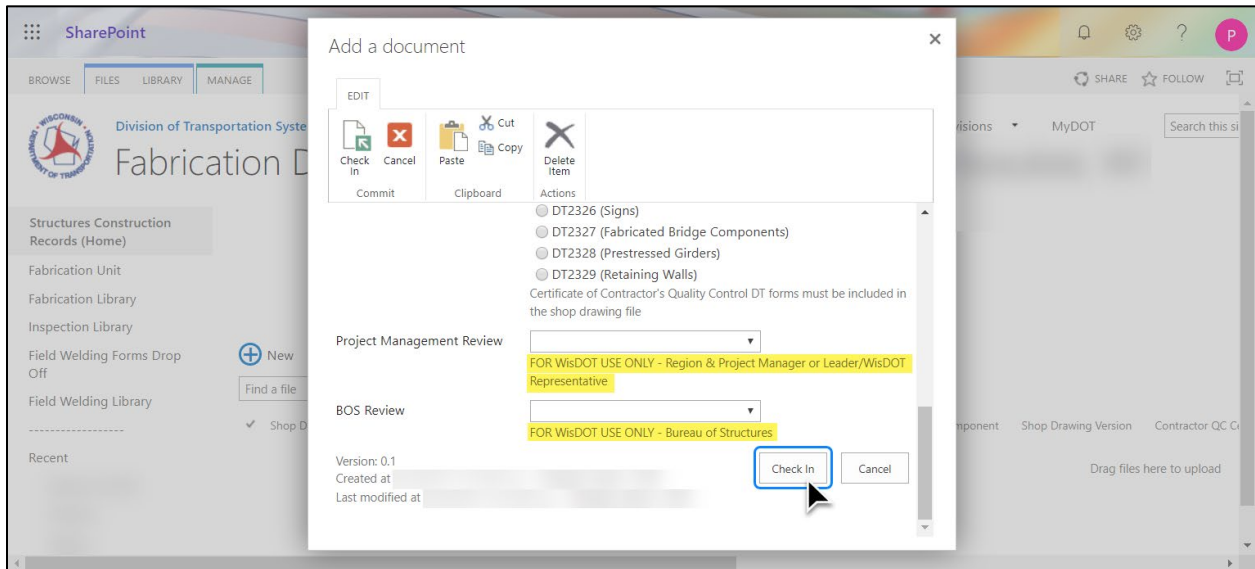 SharePoint
P
BROWSE FILES LIBRARY MANAGE
SHARE FOLLOW
WISCONSIN
Division of Transportation Syste
Fabrication D
visions MyDOT Search this si
Structures Construction
Records (Home)
Fabrication Unit
Fabrication Library
Inspection Library
Field Welding Forms Drop
Off
Field Welding Library
------------------
Recent
New
Find a file
Shop D
Add a document
EDIT
Check
In
Cancel
Paste
Cut
Copy
Delete
Item
Commit Clipboard Actions
DT2326 (Signs)
DT2327 (Fabricated Bridge Components)
DT2328 (Prestressed Girders)
DT2329 (Retaining Walls)
Certificate of Contractor's Quality Control DT forms must be included in
the shop drawing file
Project Management Review
FOR WisDOT USE ONLY - Region & Project Manager or Leader/WisDOT
Representative
BOS Review
FOR WisDOT USE ONLY - Bureau of Structures
Version: 0.1
Created at
Last modified at
Check In Cancel
mponent Shop Drawing Version Contractor QC Ce
Drag files here to upload